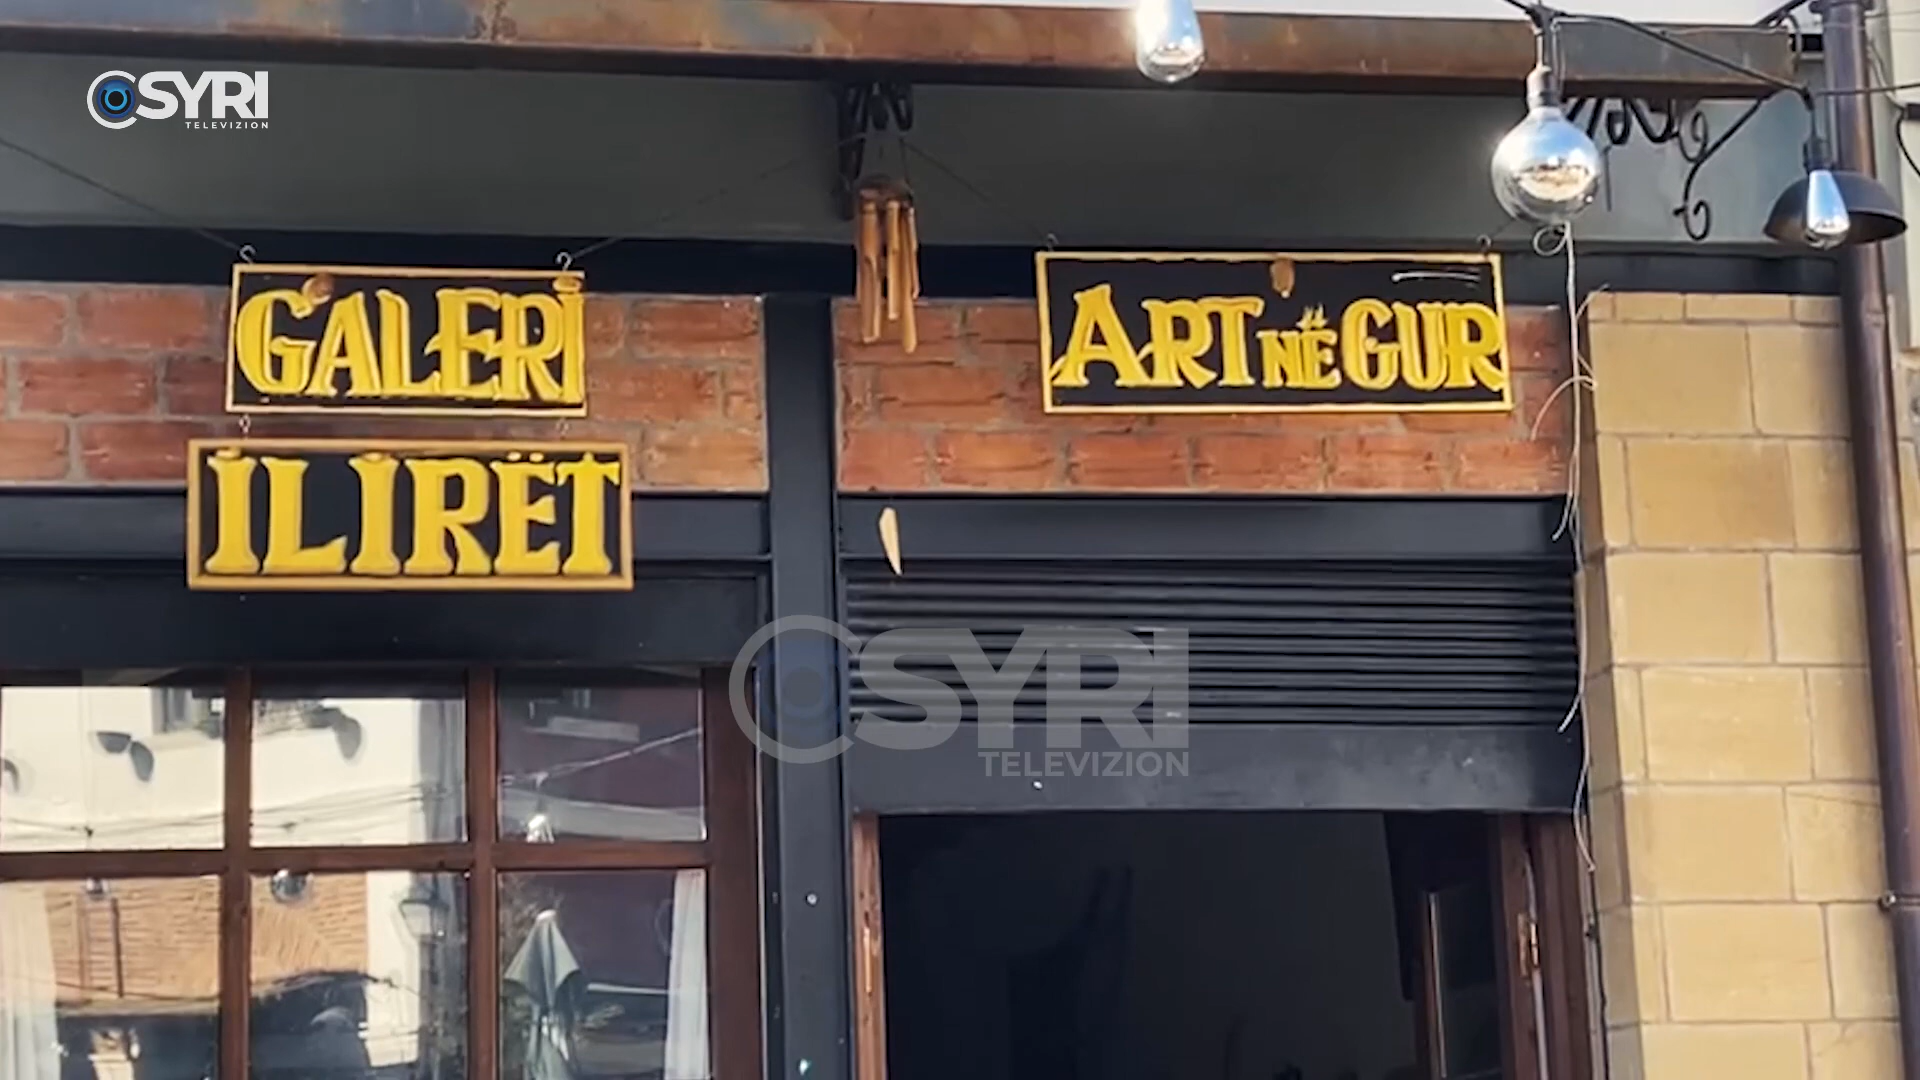 SYRI
TELEVIZION
GALERI
ILIRËT
ART NË GUR
SYRI
TELEVIZION